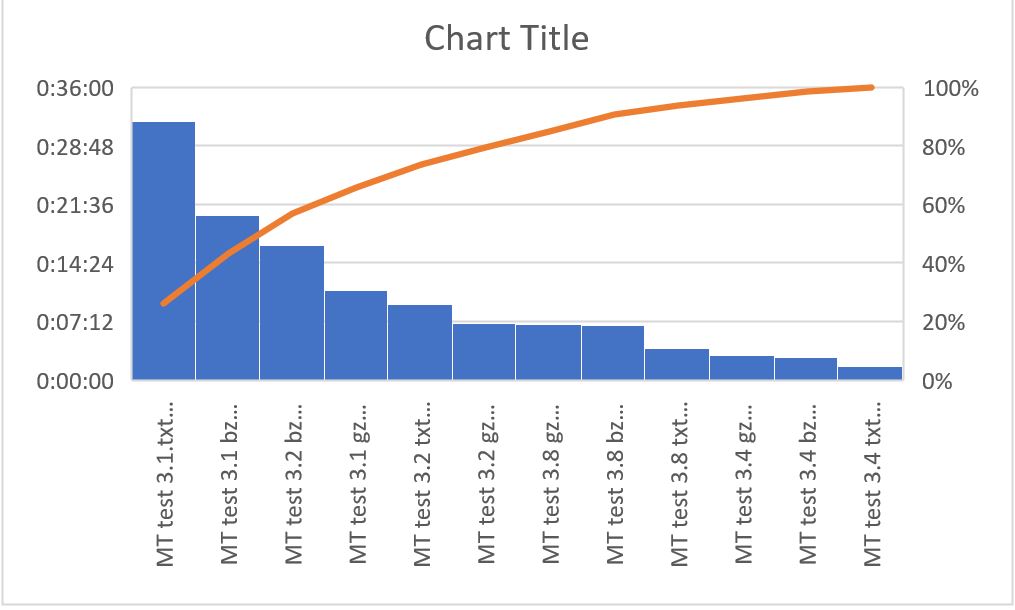 Chart Title
0:36:00
0:28:48
0:21:36
0:14:24
0:07:12
0:00:00
100%
80%
60%
40%
20%
0%
MT test 3.1.txt...
MT test 3.1 bz...
MT test 3.2 bz...
MT test 3.1 gz...
MT test 3.2 txt...
MT test 3.2 gz...
MT test 3.8 gz...
MT test 3.8 bz...
MT test 3.8 txt...
MT test 3.4 gz...
MT test 3.4 bz...
MT test 3.4 txt...